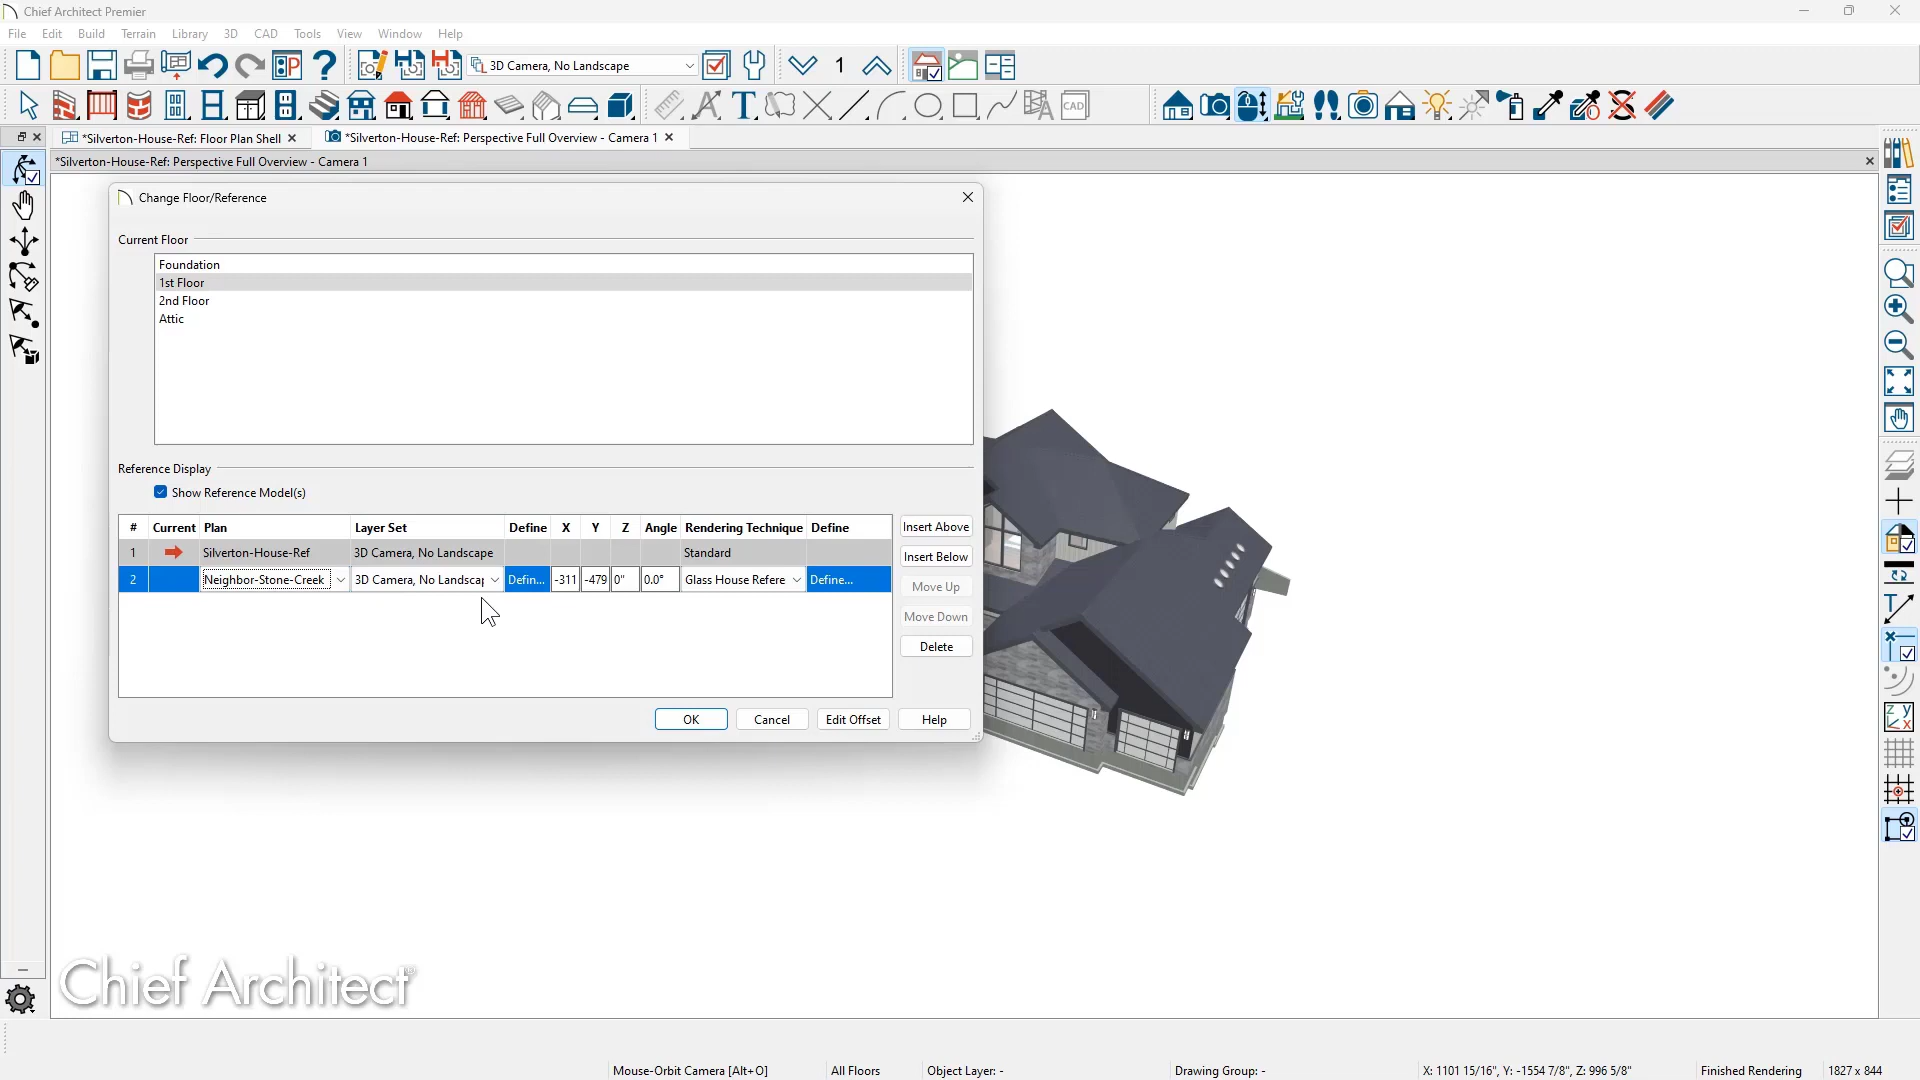 Chief Architect Premier
File Edit Build Terrain Library 3D CAD Tools View Window Help
3D Camera, No Landscape
1
CAD
*Silverton-House-Ref: Floor Plan Shell
*Silverton-House-Ref: Perspective Full Overview - Camera 1
*Silverton-House-Ref: Perspective Full Overview - Camera 1
Change Floor/Reference
Current Floor
Foundation
1st Floor
2nd Floor
Attic
Reference Display
Show Reference Model(s)
# Current Plan Layer Set Define X Y Z Angle Rendering Technique Define
1 Silverton-House-Ref 3D Camera, No Landscape Standard
2 Neighbor-Stone-Creek 3D Camera, No Landscap Defin... -311 -479 0" 0.0° Glass House Refere Define...
Insert Above
Insert Below
Move Up
Move Down
Delete
OK Cancel Edit Offset Help
Chief Architect®
Mouse-Orbit Camera [Alt+O] All Floors Object Layer: - Drawing Group: - X: 1101 15/16", Y: -1554 7/8", Z: 996 5/8" Finished Rendering 1827 x 844